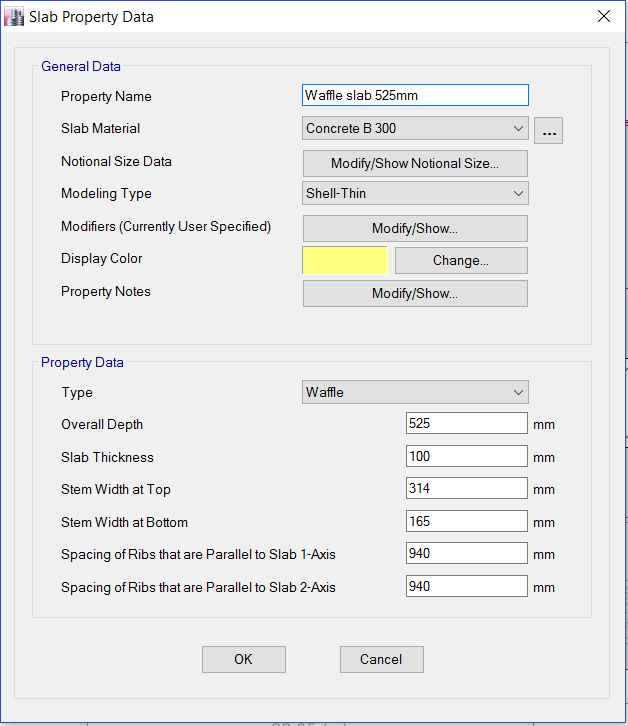 Slab Property Data
General Data
Property Name Waffle slab 525mm
Slab Material Concrete B 300 ...
Notional Size Data Modify/Show Notional Size...
Modeling Type Shell-Thin
Modifiers (Currently User Specified) Modify/Show...
Display Color Change...
Property Notes Modify/Show...
Property Data
Type Waffle
Overall Depth 525 mm
Slab Thickness 100 mm
Stem Width at Top 314 mm
Stem Width at Bottom 165 mm
Spacing of Ribs that are Parallel to Slab 1-Axis 940 mm
Spacing of Ribs that are Parallel to Slab 2-Axis 940 mm
OK Cancel